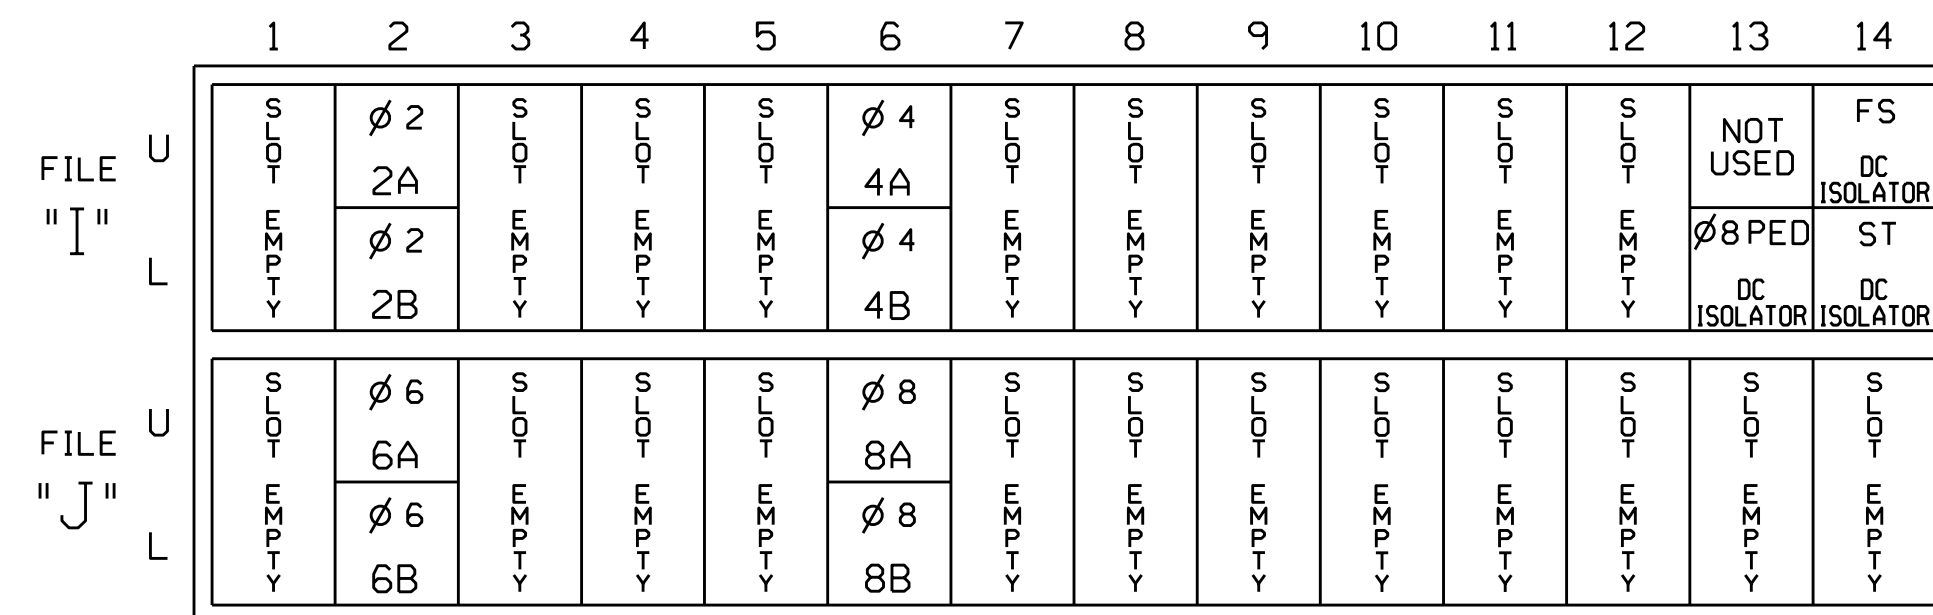 1 2 3 4 5 6 7 8 9 10 11 12 13 14
FILE "I"
U
L
SLOT EMPTY
Ø 2
2A
Ø 2
2B
SLOT EMPTY
SLOT EMPTY
SLOT EMPTY
Ø 4
4A
Ø 4
4B
SLOT EMPTY
SLOT EMPTY
SLOT EMPTY
SLOT EMPTY
SLOT EMPTY
SLOT EMPTY
NOT
USED
Ø8 PED
DC
ISOLATOR
FS
DC
ISOLATOR
ST
DC
ISOLATOR
FILE "J"
U
L
SLOT EMPTY
Ø 6
6A
Ø 6
6B
SLOT EMPTY
SLOT EMPTY
SLOT EMPTY
Ø 8
8A
Ø 8
8B
SLOT EMPTY
SLOT EMPTY
SLOT EMPTY
SLOT EMPTY
SLOT EMPTY
SLOT EMPTY
SLOT EMPTY
SLOT EMPTY